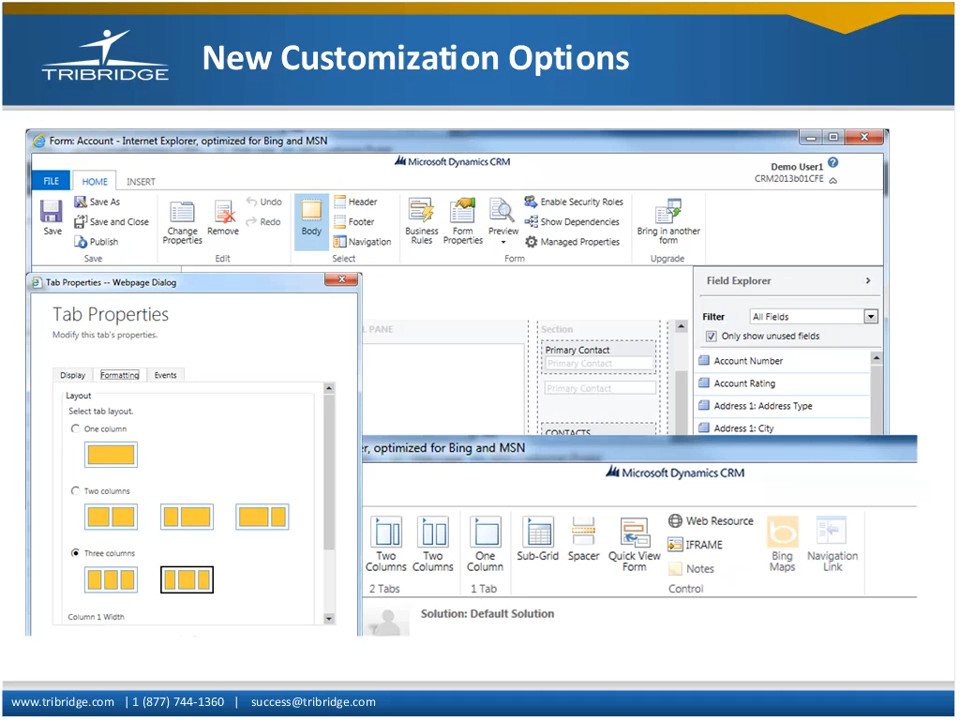 TRIBRIDGE
New Customization Options
Form: Account - Internet Explorer, optimized for Bing and MSN
Microsoft Dynamics CRM
Demo User1
CRM2013b01CFE
FILE HOME INSERT
Save
Save As
Save and Close
Publish
Save
Change Properties
Remove
Undo
Redo
Edit
Body
Header
Footer
Navigation
Select
Business Rules
Form Properties
Preview
Enable Security Roles
Show Dependencies
Managed Properties
Form
Bring in another form
Upgrade
Tab Properties -- Webpage Dialog
Tab Properties
Modify this tab's properties.
Display Formatting Events
Layout
Select tab layout.
One column
Two columns
Three columns
Column 1 Width
L PANE
Section
Primary Contact
Primary Contact
Primary Contact
CONTACTS
Field Explorer
Filter All Fields
Only show unused fields
Account Number
Account Rating
Address 1: Address Type
Address 1: City
r, optimized for Bing and MSN
Microsoft Dynamics CRM
Two Columns
Two Columns
2 Tabs
One Column
1 Tab
Sub-Grid
Spacer
Quick View Form
Web Resource
IFRAME
Notes
Control
Bing Maps
Navigation Link
Solution: Default Solution
www.tribridge.com | 1 (877) 744-1360 | success@tribridge.com